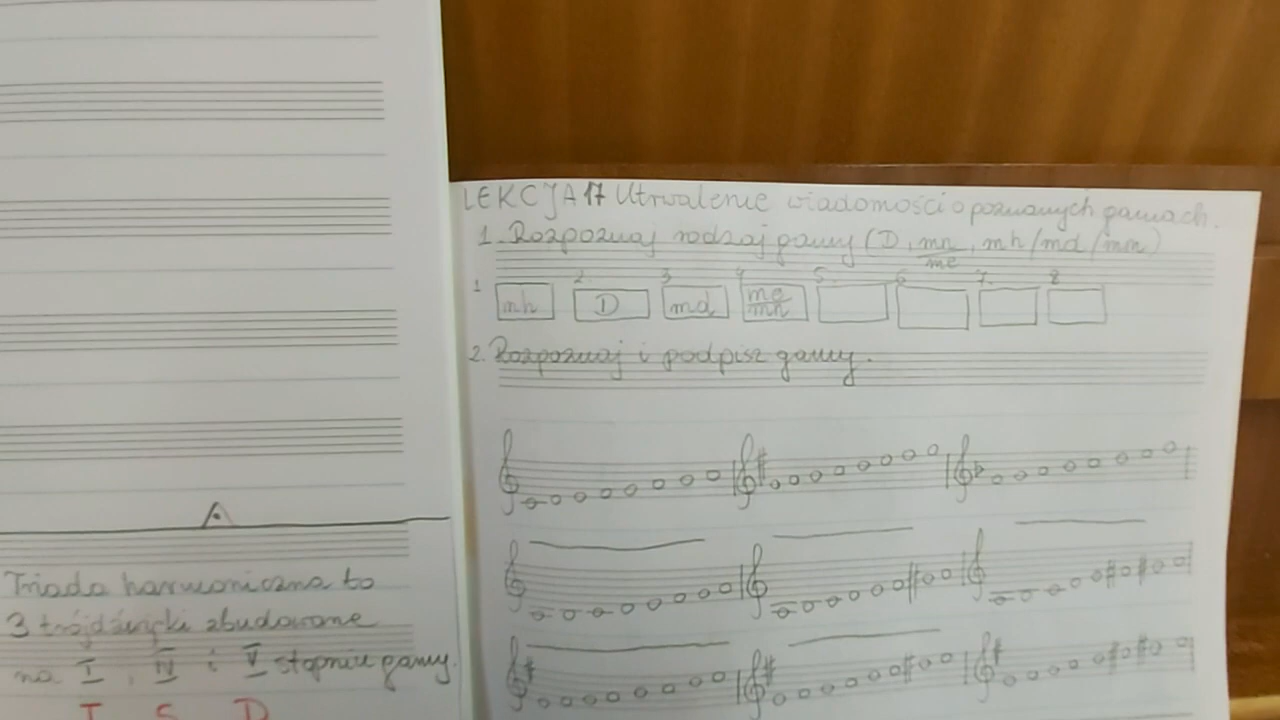 Triada harmoniczna to
3 trójdźwięki zbudowane
na I, IV i V stopniu gamy.
T S D
LEKCJA 17 Utrwalenie wiadomości o poznanych gamach.
1. Rozpoznaj rodzaj gamy (D, mn/me, mh/md/mm)
1 2. 3 4 5. 6 7. 8
mh D md me/mn
2. Rozpoznaj i podpisz gamy.